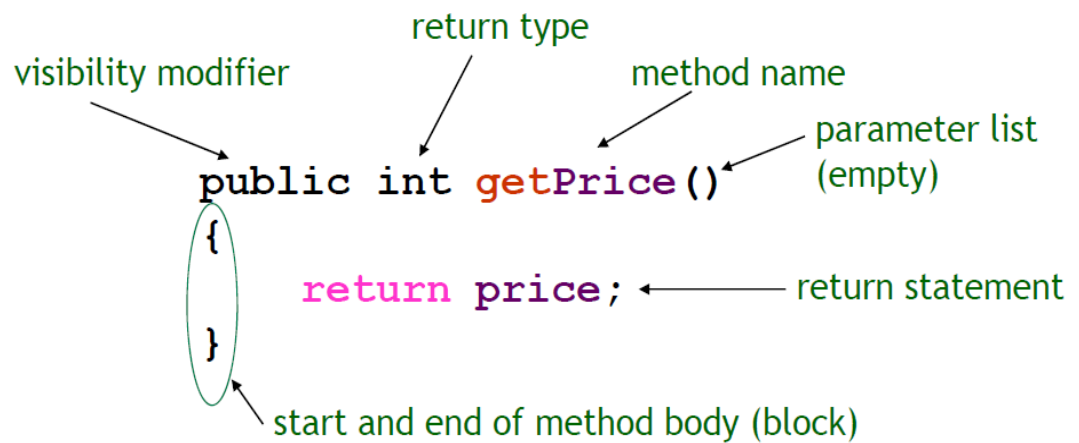 return type
visibility modifier
method name
parameter list
(empty)
public int getPrice()
{
return price;
return statement
}
start and end of method body (block)